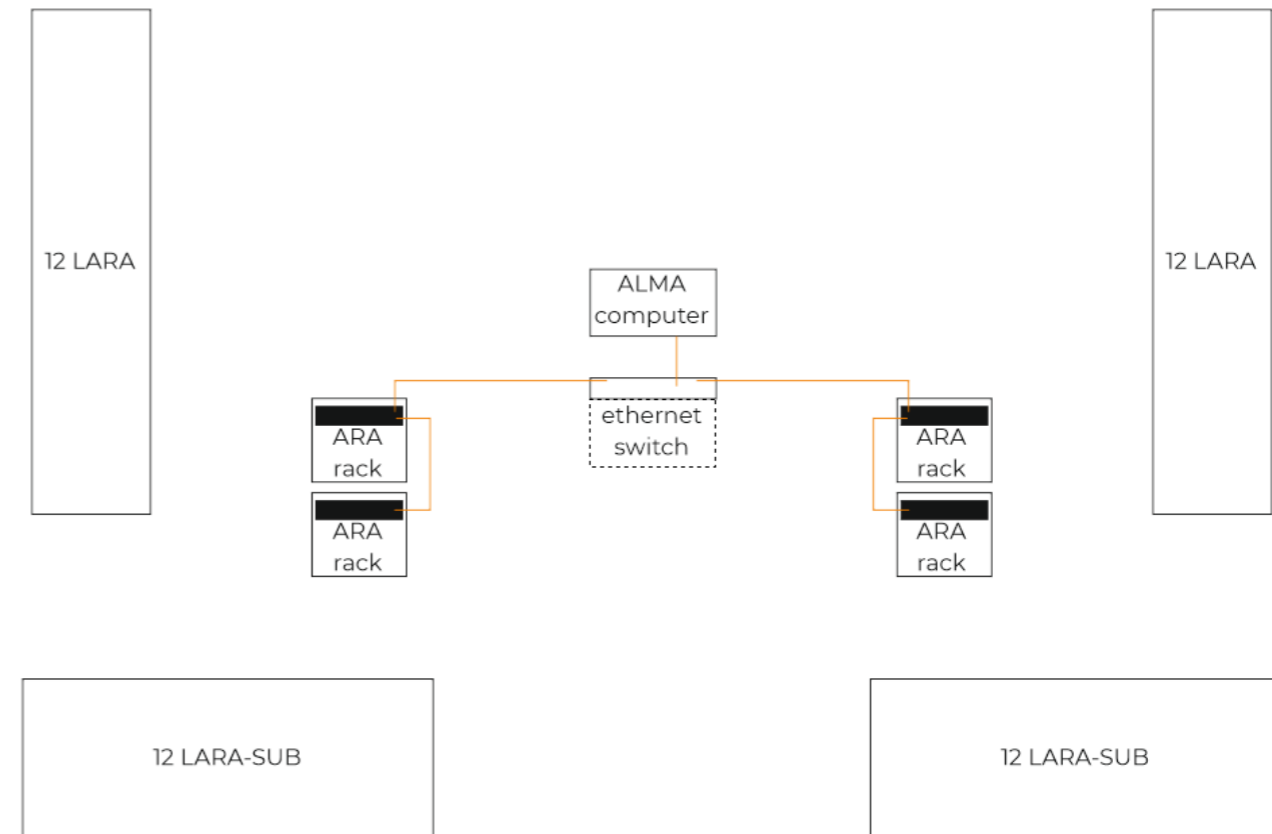 12 LARA
12 LARA
ALMA
computer
ethernet
switch
ARA
rack
ARA
rack
ARA
rack
ARA
rack
12 LARA-SUB
12 LARA-SUB